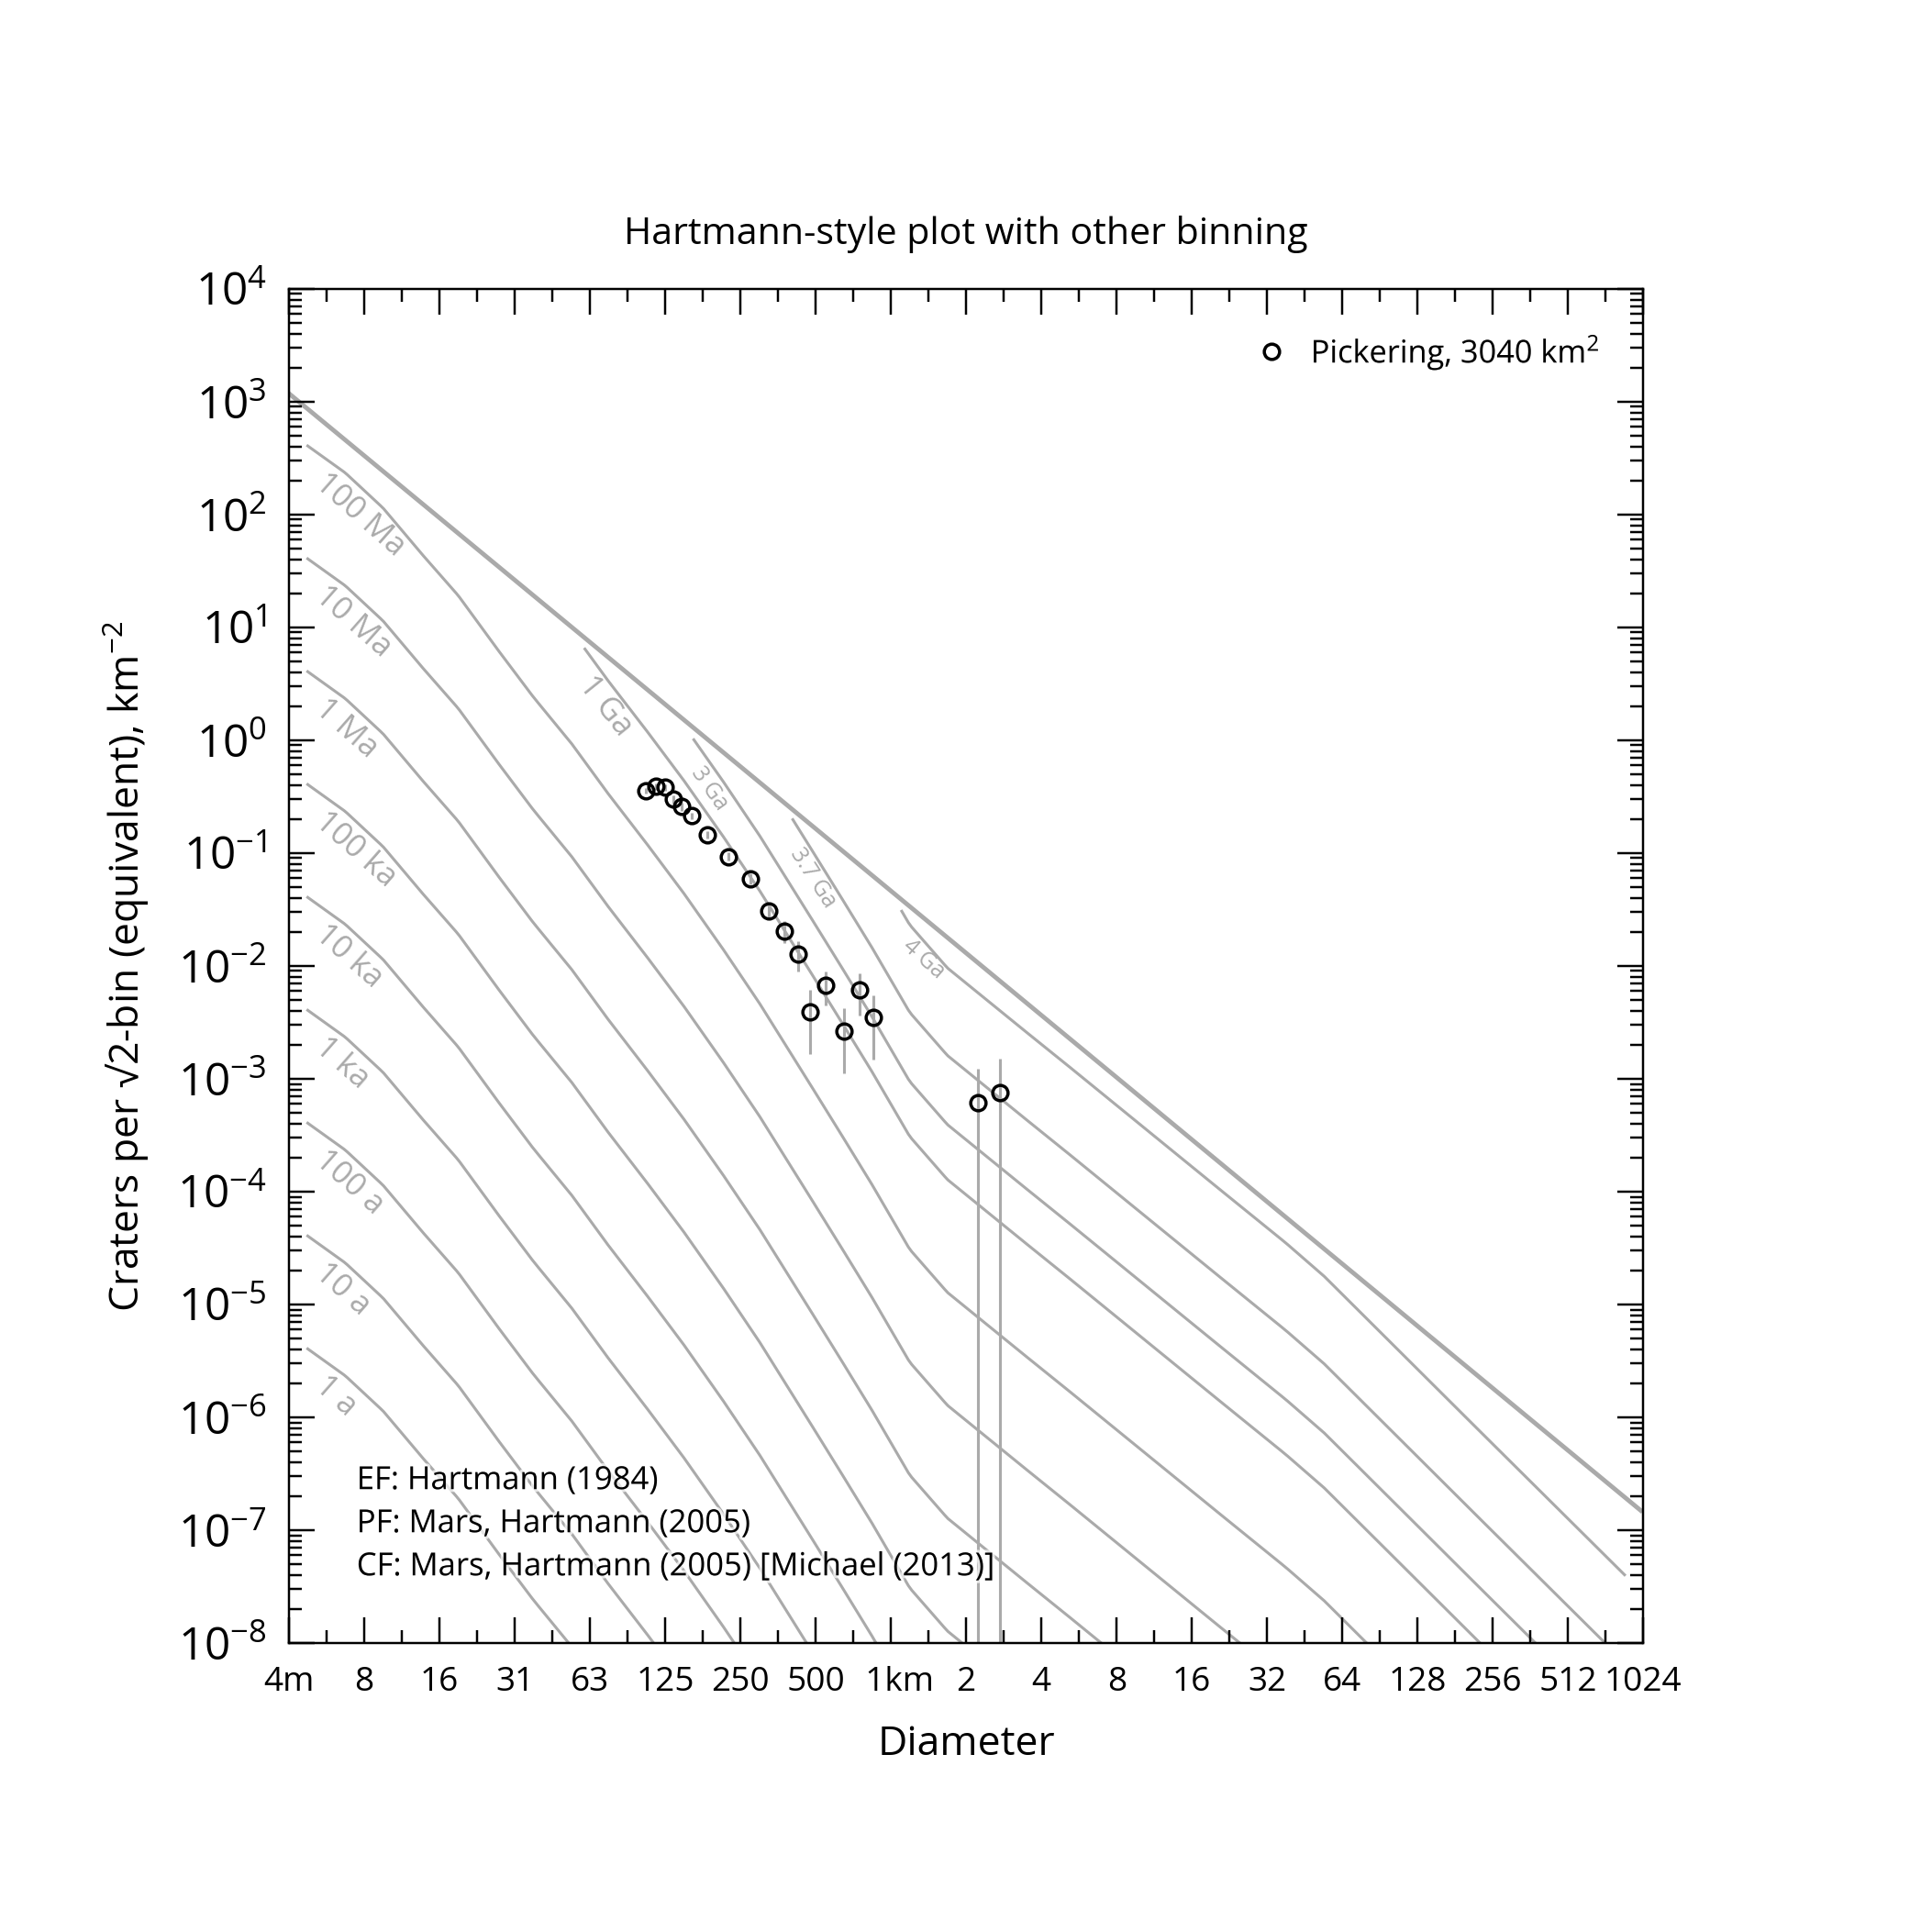 Hartmann-style plot with other binning
Pickering, 3040 km²
Craters per √2-bin (equivalent), km⁻²
10⁴
10³
10²
10¹
10⁰
10⁻¹
10⁻²
10⁻³
10⁻⁴
10⁻⁵
10⁻⁶
10⁻⁷
10⁻⁸
100 Ma
10 Ma
1 Ma
100 ka
10 ka
1 ka
100 a
10 a
1 a
1 Ga
3 Ga
3.7 Ga
4 Ga
EF: Hartmann (1984)
PF: Mars, Hartmann (2005)
CF: Mars, Hartmann (2005) [Michael (2013)]
4m 8 16 31 63 125 250 500 1km 2 4 8 16 32 64 128 256 512 1024
Diameter